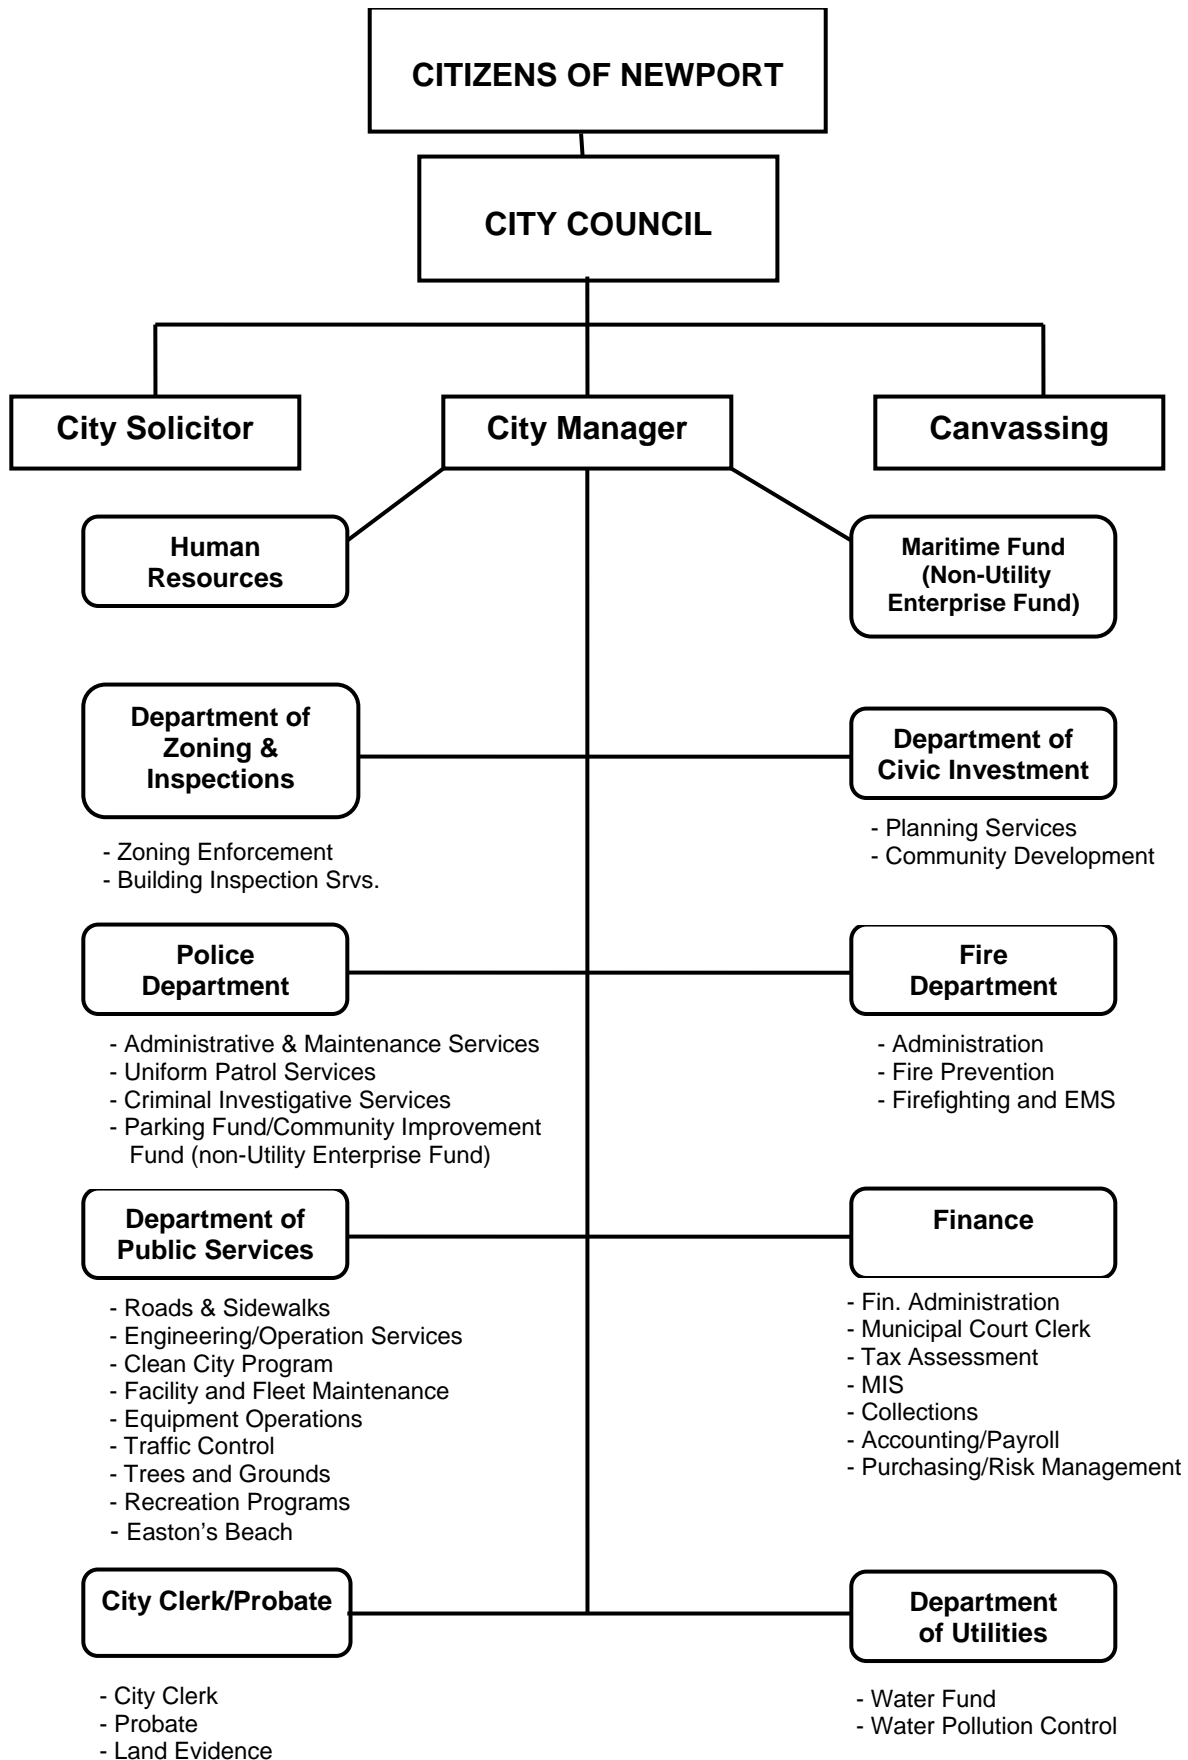 CITIZENS OF NEWPORT
CITY COUNCIL
City Solicitor
City Manager
Canvassing
Human
Resources
Maritime Fund
(Non-Utility
Enterprise Fund)
Department of
Zoning &
Inspections
Department of
Civic Investment
- Zoning Enforcement
- Building Inspection Srvs.
- Planning Services
- Community Development
Police
Department
Fire
Department
- Administrative & Maintenance Services
- Uniform Patrol Services
- Criminal Investigative Services
- Parking Fund/Community Improvement
Fund (non-Utility Enterprise Fund)
- Administration
- Fire Prevention
- Firefighting and EMS
Department of
Public Services
Finance
- Roads & Sidewalks
- Engineering/Operation Services
- Clean City Program
- Facility and Fleet Maintenance
- Equipment Operations
- Traffic Control
- Trees and Grounds
- Recreation Programs
- Easton's Beach
- Fin. Administration
- Municipal Court Clerk
- Tax Assessment
- MIS
- Collections
- Accounting/Payroll
- Purchasing/Risk Management
City Clerk/Probate
Department
of Utilities
- City Clerk
- Probate
- Land Evidence
- Water Fund
- Water Pollution Control